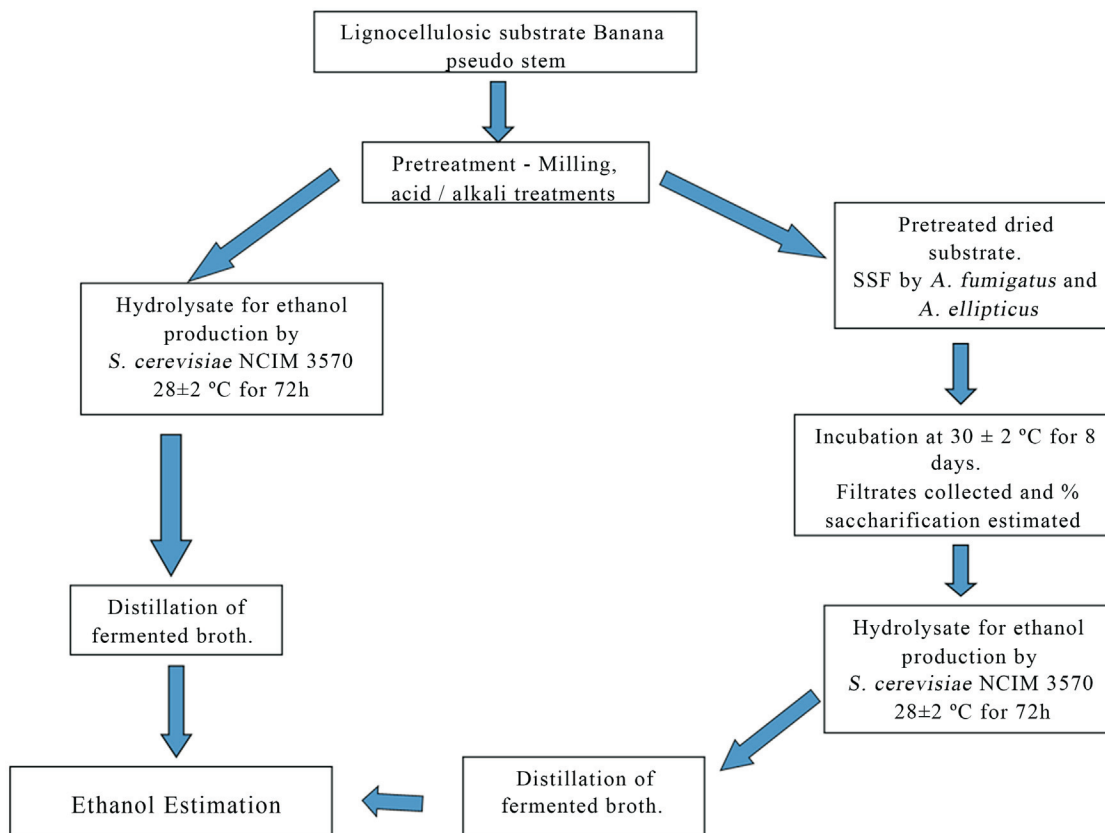 Lignocellulosic substrate Banana
pseudo stem
Pretreatment - Milling,
acid / alkali treatments
Hydrolysate for ethanol
production by
S. cerevisiae NCIM 3570
28±2 ºC for 72h
Distillation of
fermented broth.
Pretreated dried
substrate.
SSF by A. fumigatus and
A. ellipticus
Incubation at 30 ± 2 ºC for 8
days.
Filtrates collected and %
saccharification estimated
Hydrolysate for ethanol
production by
S. cerevisiae NCIM 3570
28±2 ºC for 72h
Distillation of
fermented broth.
Ethanol Estimation